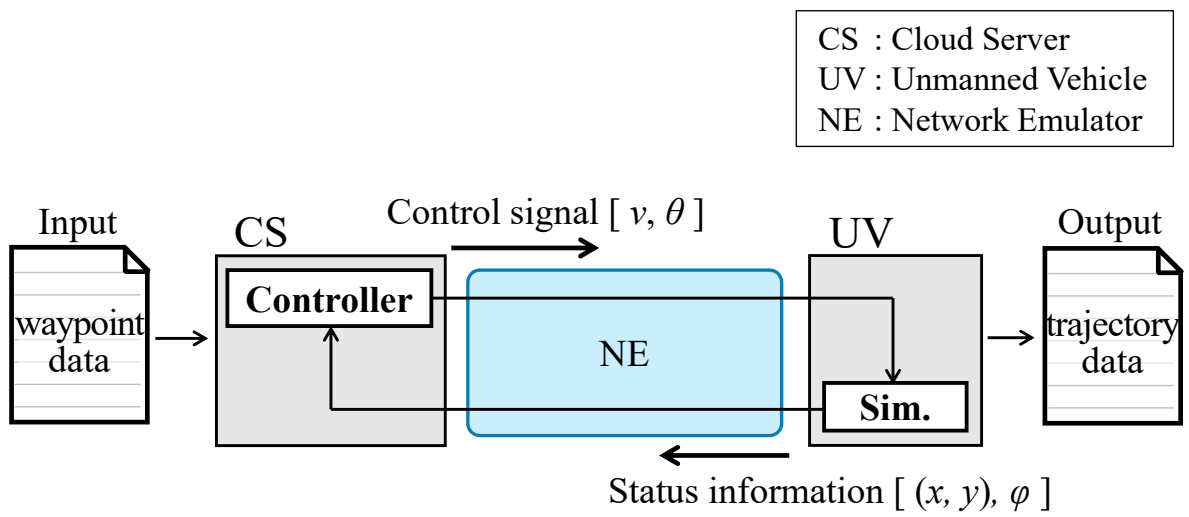 CS : Cloud Server
UV : Unmanned Vehicle
NE : Network Emulator
Input
waypoint
data
CS
Control signal [ v, θ ]
Controller
NE
UV
Sim.
Status information [ (x, y), φ ]
Output
trajectory
data